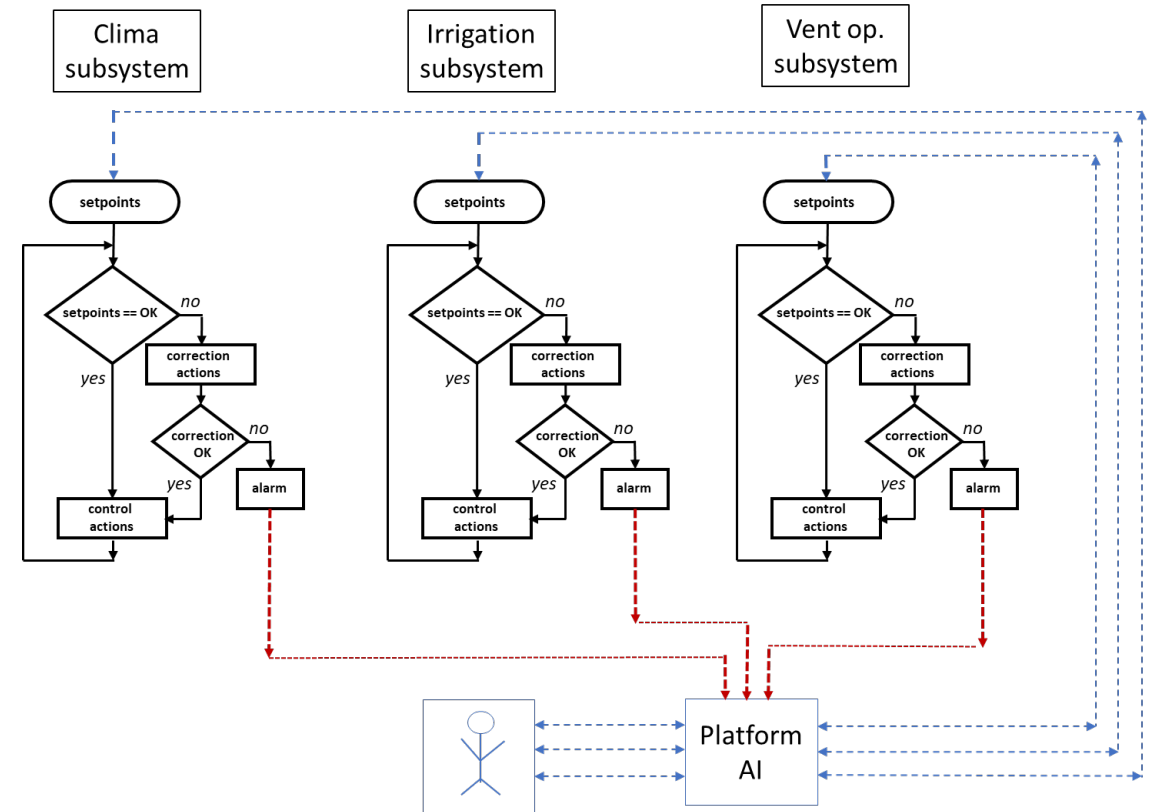 Clima
subsystem
Irrigation
subsystem
Vent op.
subsystem
setpoints
setpoints == OK
no
correction
actions
yes
correction
OK
no
yes
alarm
control
actions
setpoints
setpoints == OK
no
correction
actions
yes
correction
OK
no
yes
alarm
control
actions
setpoints
setpoints == OK
no
correction
actions
yes
correction
OK
no
yes
alarm
control
actions
Platform
AI